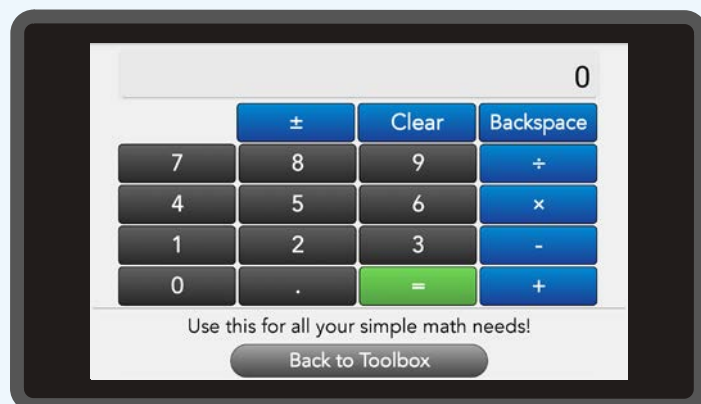 0
± Clear Backspace
7 8 9 ÷
4 5 6 ×
1 2 3 -
0 . = +
Use this for all your simple math needs!
Back to Toolbox